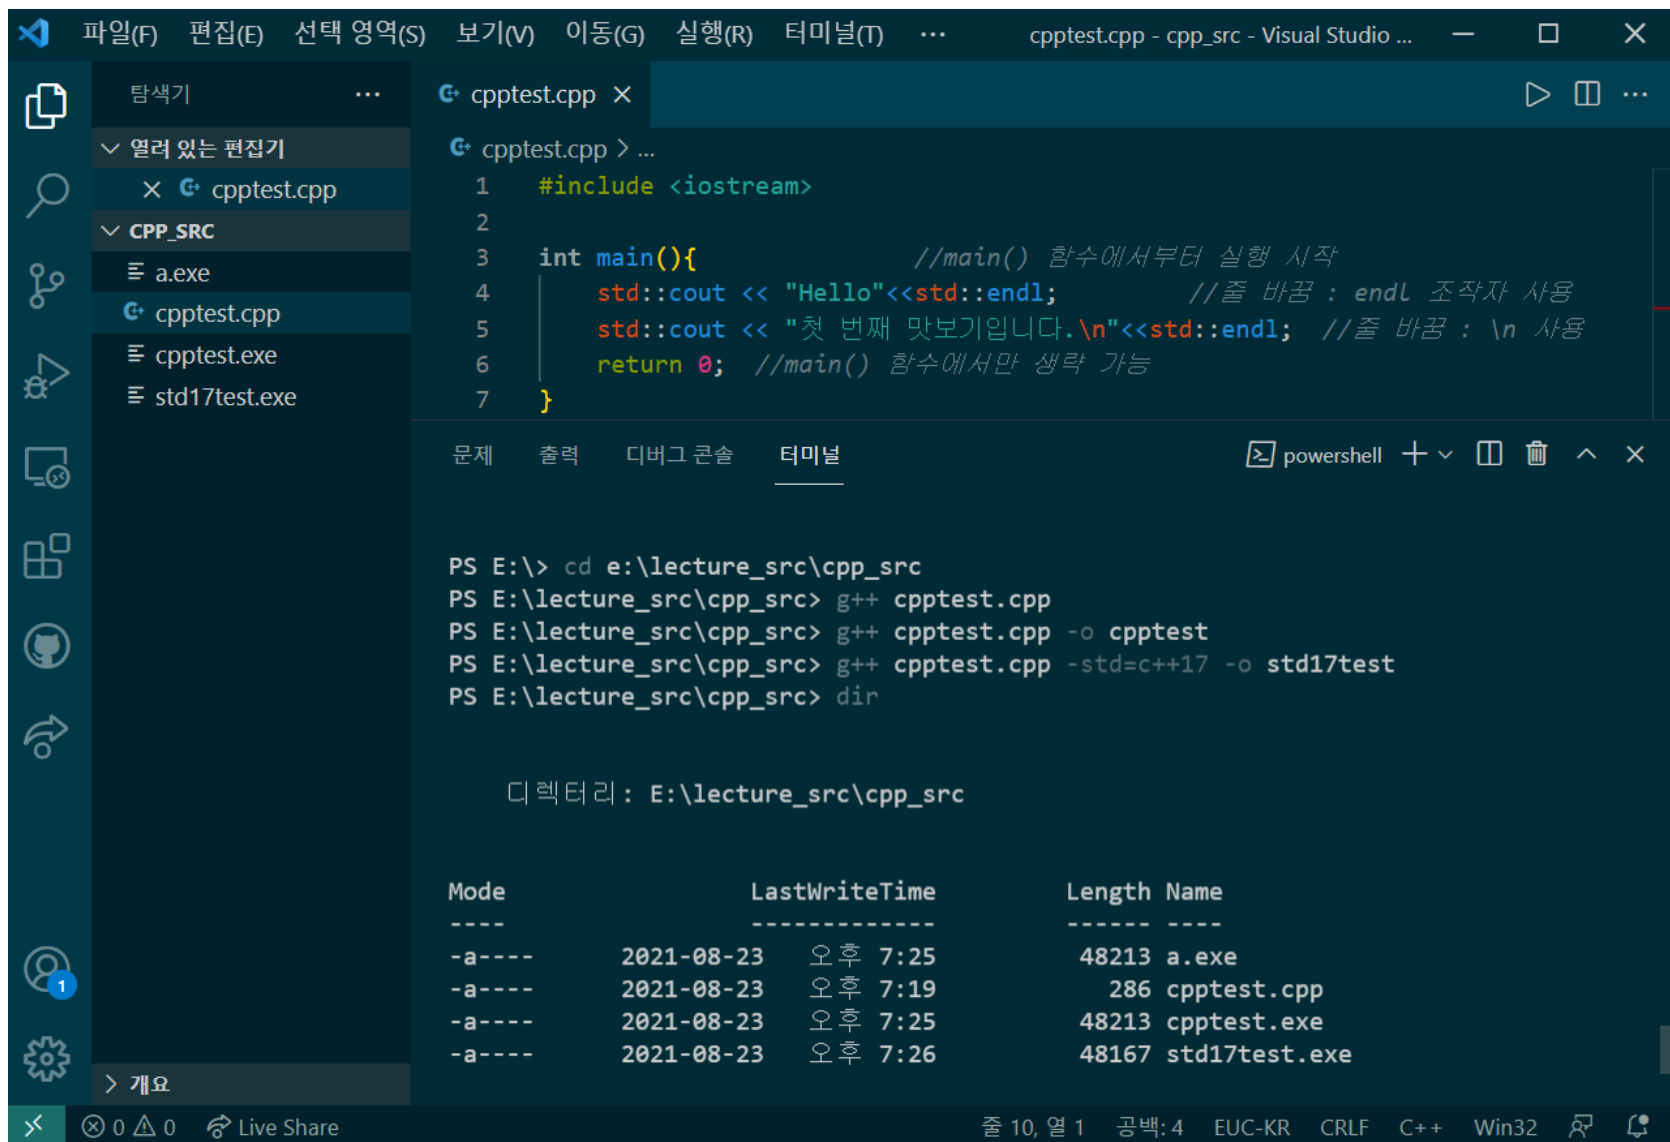 파일(F) 편집(E) 선택 영역(S) 보기(V) 이동(G) 실행(R) 터미널(T) ··· cpptest.cpp - cpp_src - Visual Studio ...
탐색기 ···
열려 있는 편집기
cpptest.cpp
CPP_SRC
a.exe
cpptest.cpp
cpptest.exe
std17test.exe
개요
cpptest.cpp
cpptest.cpp > ...
1 #include <iostream>
2
3 int main(){ //main() 함수에서부터 실행 시작
4 std::cout << "Hello"<<std::endl; //줄 바꿈 : endl 조작자 사용
5 std::cout << "첫 번째 맛보기입니다.\n"<<std::endl; //줄 바꿈 : \n 사용
6 return 0; //main() 함수에서만 생략 가능
7 }
문제 출력 디버그 콘솔 터미널 powershell
PS E:\> cd e:\lecture_src\cpp_src
PS E:\lecture_src\cpp_src> g++ cpptest.cpp
PS E:\lecture_src\cpp_src> g++ cpptest.cpp -o cpptest
PS E:\lecture_src\cpp_src> g++ cpptest.cpp -std=c++17 -o std17test
PS E:\lecture_src\cpp_src> dir
디렉터리: E:\lecture_src\cpp_src
Mode LastWriteTime Length Name
---- ------------- ------ ----
-a---- 2021-08-23 오후 7:25 48213 a.exe
-a---- 2021-08-23 오후 7:19 286 cpptest.cpp
-a---- 2021-08-23 오후 7:25 48213 cpptest.exe
-a---- 2021-08-23 오후 7:26 48167 std17test.exe
1
0 0 Live Share 줄 10, 열 1 공백: 4 EUC-KR CRLF C++ Win32